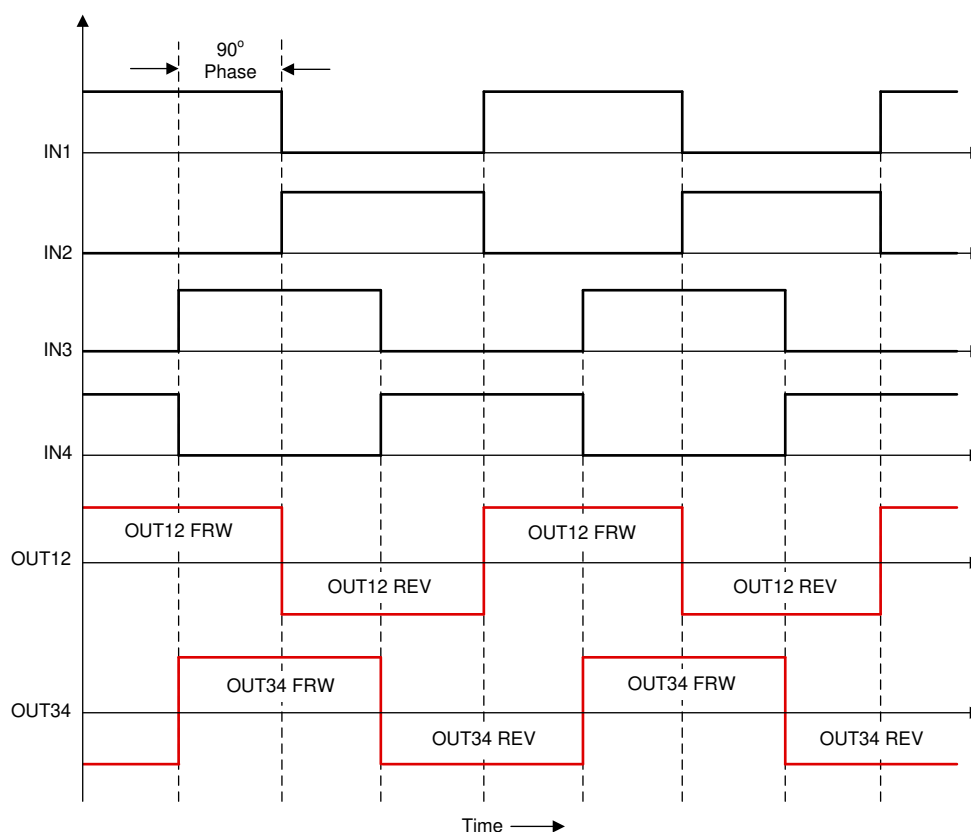 90o
Phase
IN1
IN2
IN3
IN4
OUT12 FRW
OUT12 FRW
OUT12
OUT12 REV
OUT12 REV
OUT34 FRW
OUT34 FRW
OUT34
OUT34 REV
OUT34 REV
Time